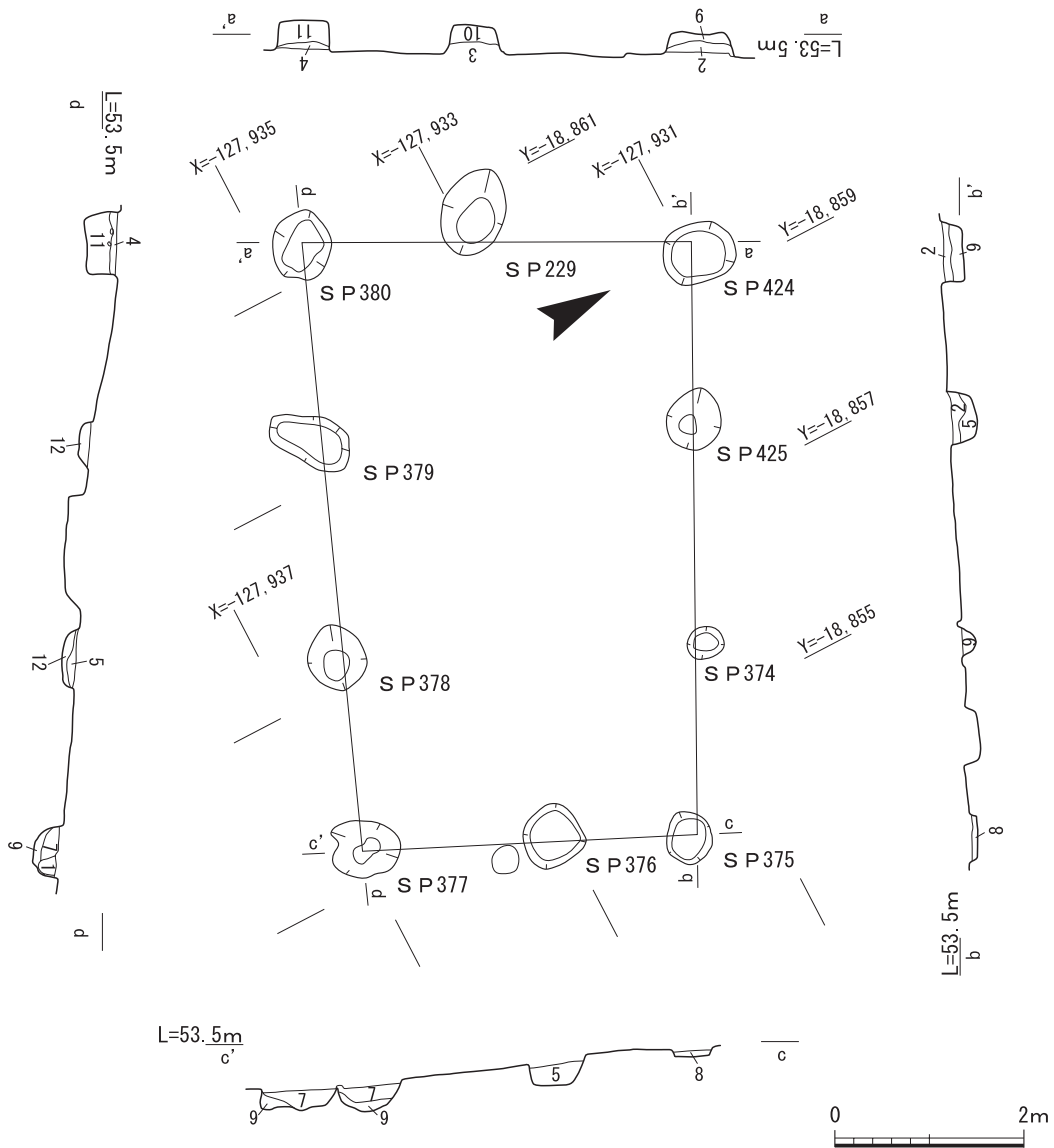 a'
a
L=53.5m
11
4
10
3
9
2
d
L=53.5m
11
4
12
12
5
9
7
1
d
X=-127,935
X=-127,933
Y=-18,861
X=-127,931
Y=-18,859
d
b'
a'
a
SP380
SP229
SP424
SP379
SP425
Y=-18,857
X=-127,937
SP378
SP374
Y=-18,855
c'
c
SP377
SP376
SP375
d
b
b'
2
9
2
5
9
8
L=53.5m
b
L=53.5m
c'
c
9
7
7
9
5
8
0
2m